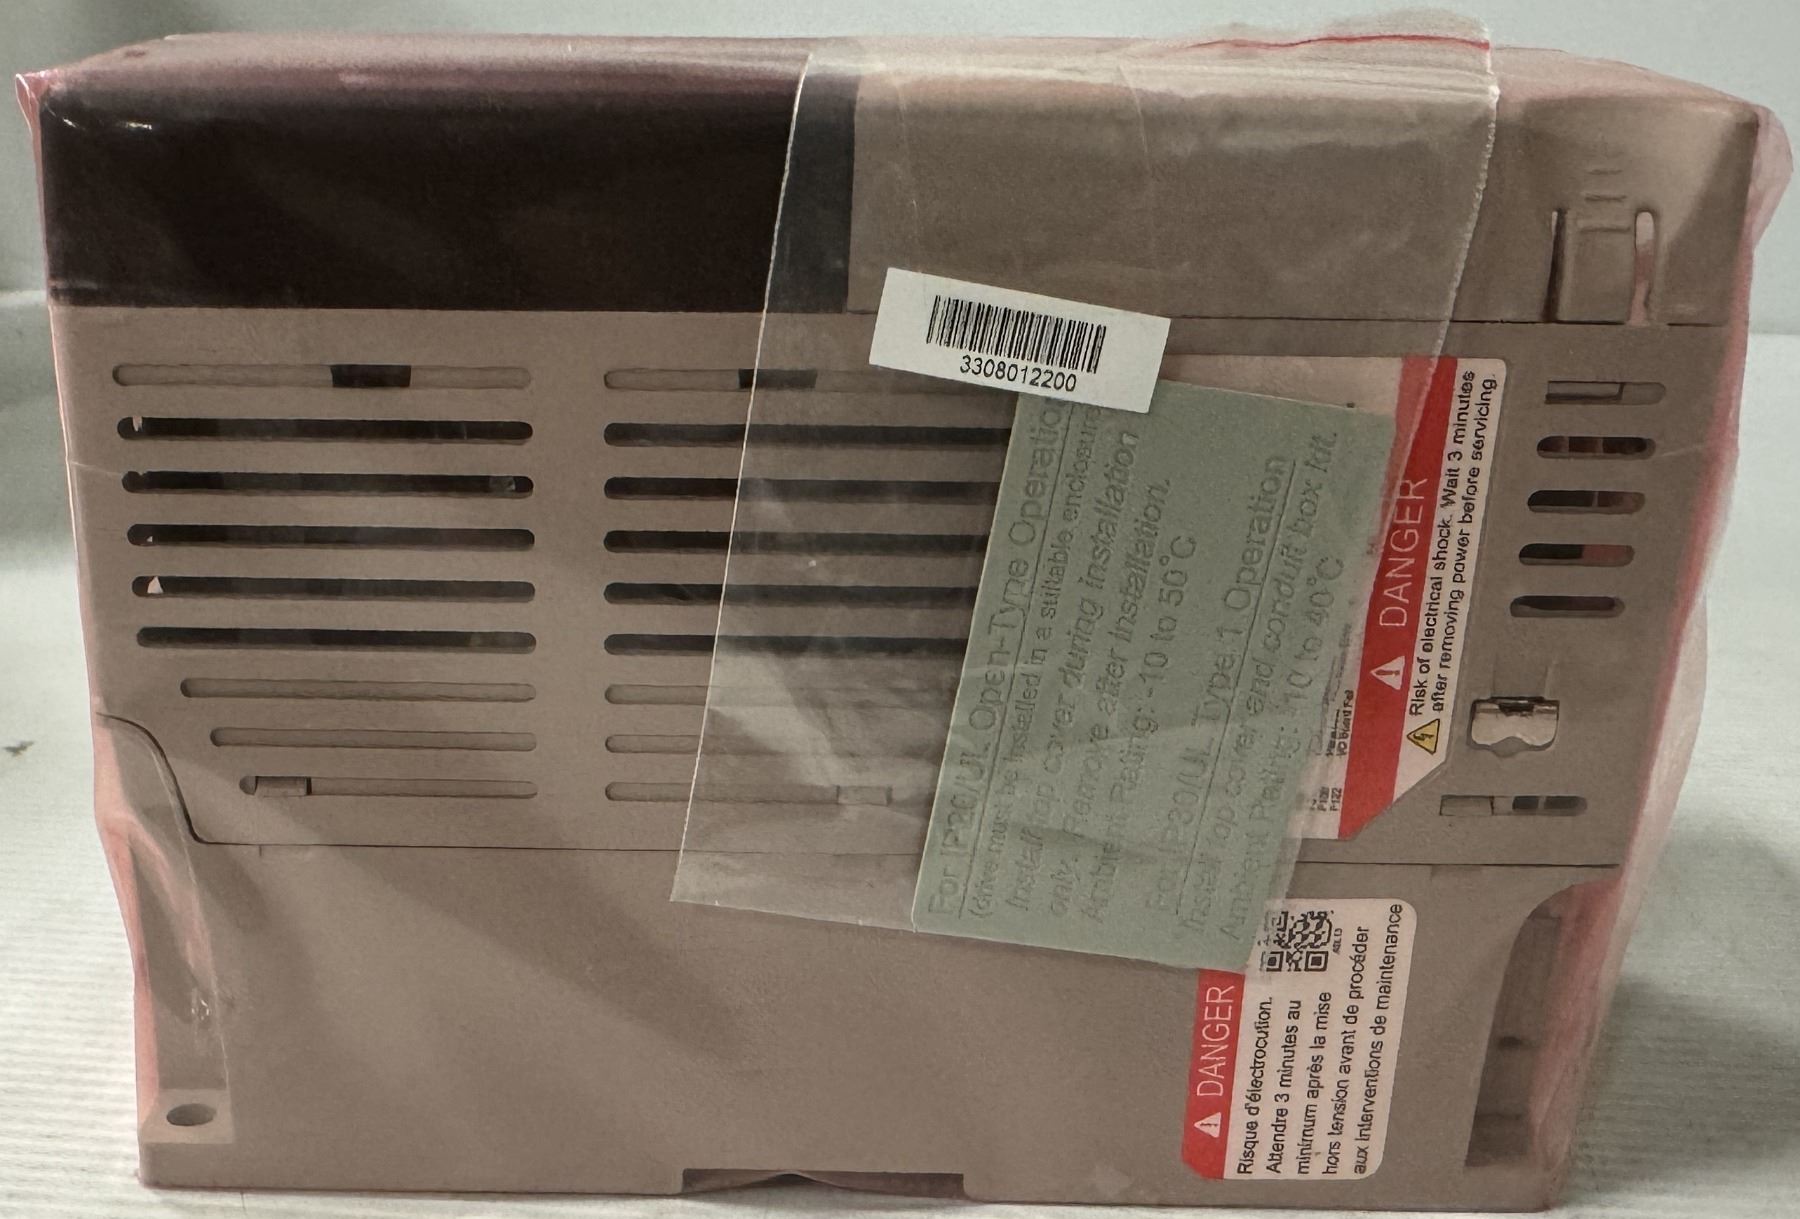 3308012200
For IP20/UL Open-Type Operation
(drive must be installed in a suitable enclosure
Install top cover during installation
only. Remove after installation.
Ambient Rating: -10 to 50°C
For IP30/UL Type 1 Operation
Install top cover and conduit box kit.
Ambient Rating: -10 to 40°C
P122
I/O Board Fail
DANGER
Risk of electrical shock. Wait 3 minutes
after removing power before servicing.
DANGER
Risque d'électrocution.
Attendre 3 minutes au
minimum après la mise
hors tension avant de procéder
aux interventions de maintenance